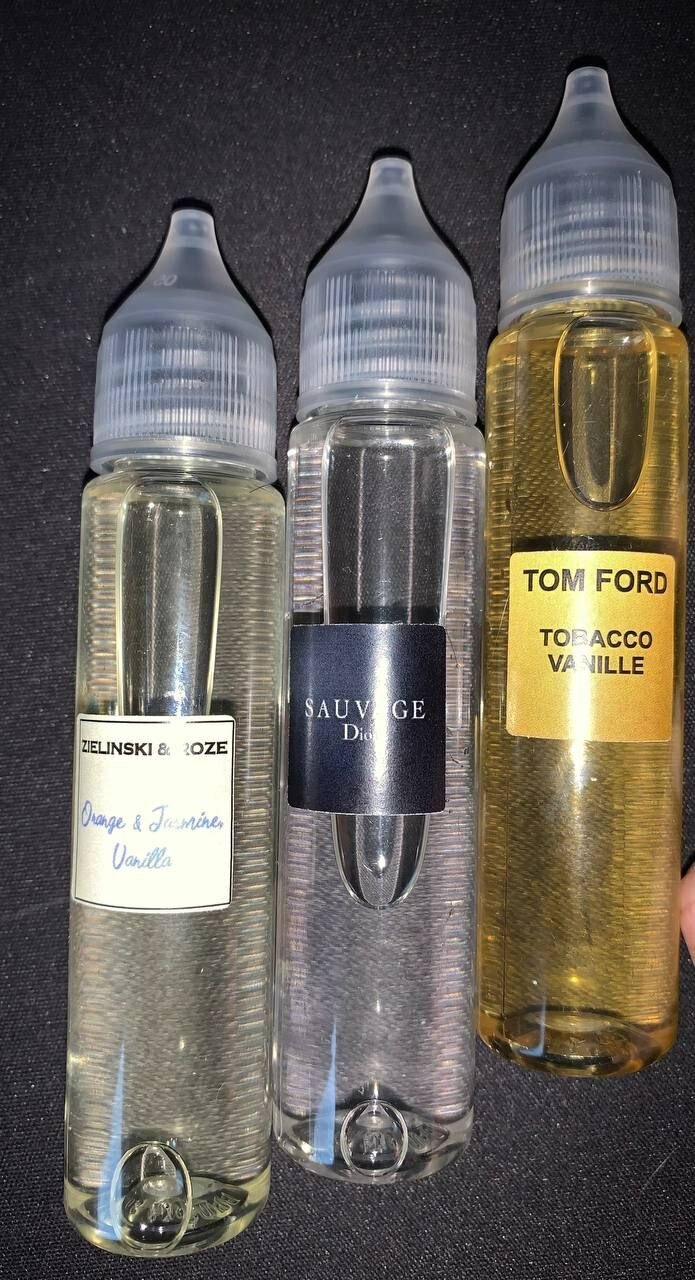 ZIELINSKI & ROZE
Orange & Jasmine,
Vanilla
SAUVAGE
Dior
TOM FORD
TOBACCO
VANILLE